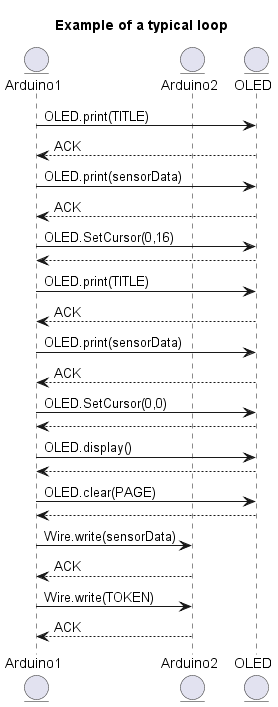 Example of a typical loop
Arduino1 Arduino2 OLED
OLED.print(TITLE)
ACK
OLED.print(sensorData)
ACK
OLED.SetCursor(0,16)
OLED.print(TITLE)
ACK
OLED.print(sensorData)
ACK
OLED.SetCursor(0,0)
OLED.display()
OLED.clear(PAGE)
Wire.write(sensorData)
ACK
Wire.write(TOKEN)
ACK
Arduino1 Arduino2 OLED